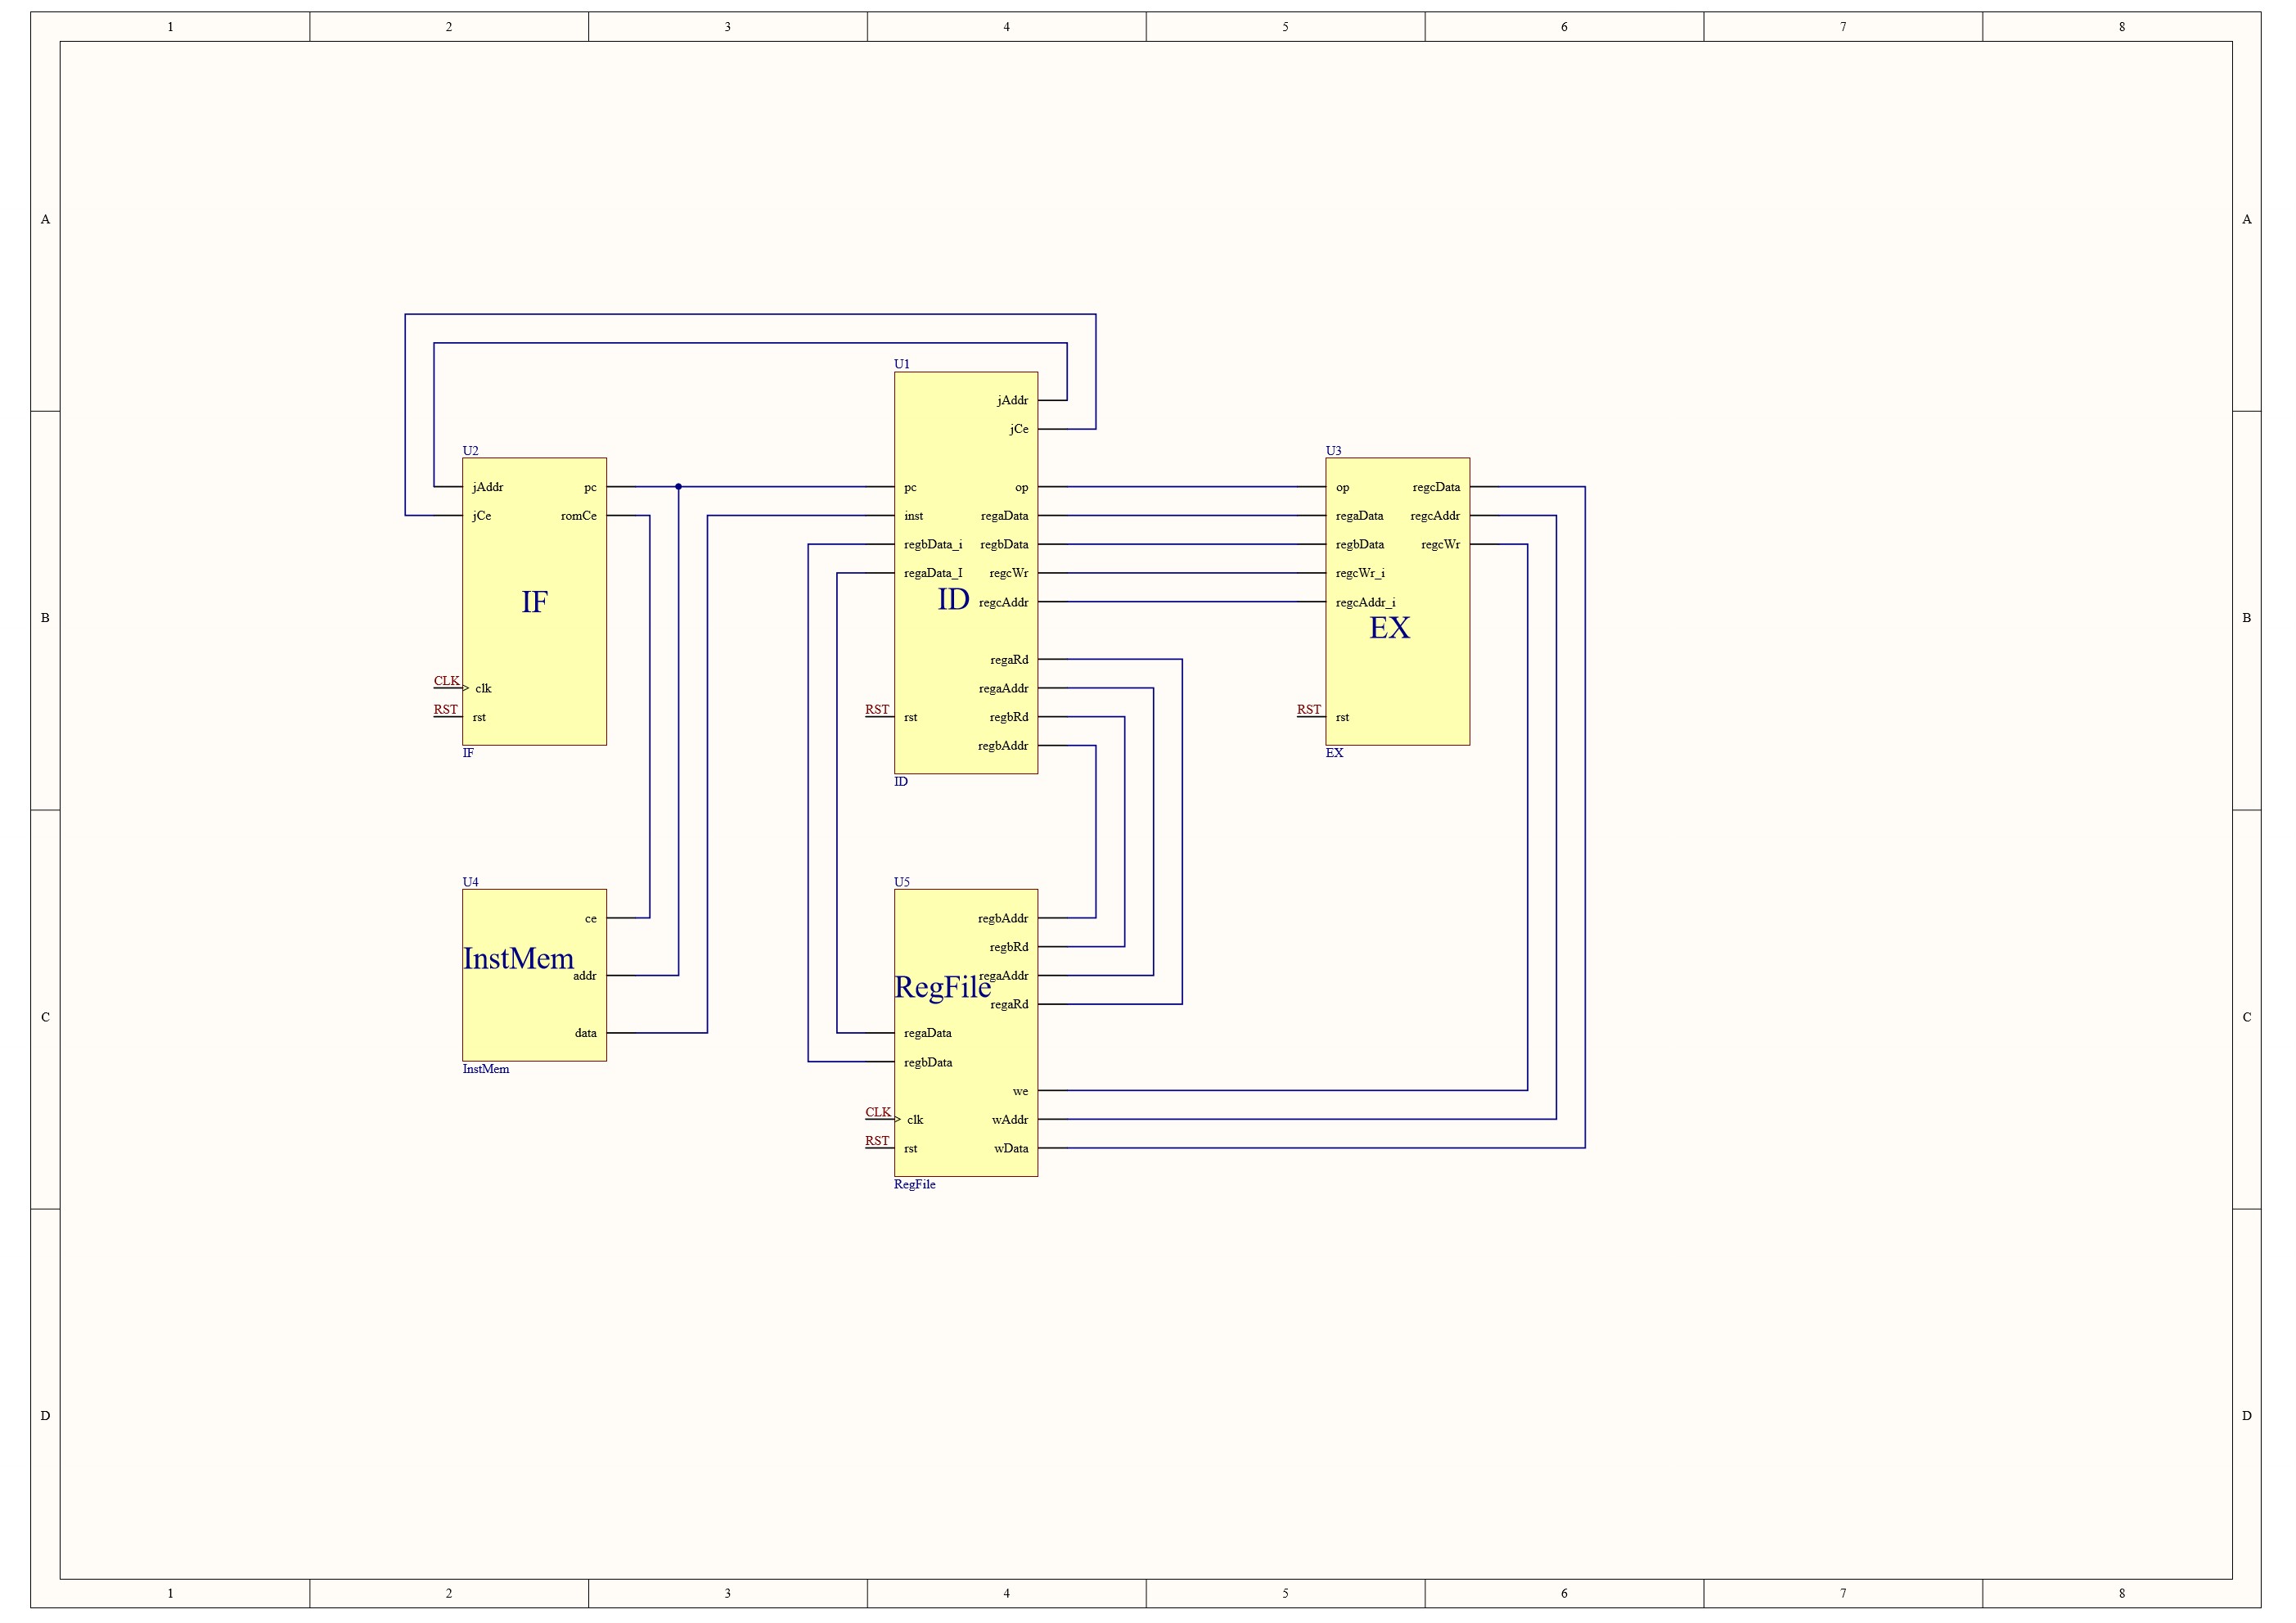 1 2 3 4 5 6 7 8
A A
U1
jAddr
jCe
U2 U3
jAddr pc pc op op regcData
jCe romCe inst regaData regaData regcAddr
regbData_i regbData regbData regcWr
regaData_I regcWr regcWr_i
IF ID regcAddr regcAddr_i
B B
EX
regaRd
CLK clk regaAddr
RST rst RST rst regbRd RST rst
regbAddr
IF EX
ID
U4 U5
ce regbAddr
regbRd
InstMem
addr regaAddr
RegFile
regaRd
C C
data regaData
InstMem regbData
we
CLK clk wAddr
RST rst wData
RegFile
D D
1 2 3 4 5 6 7 8